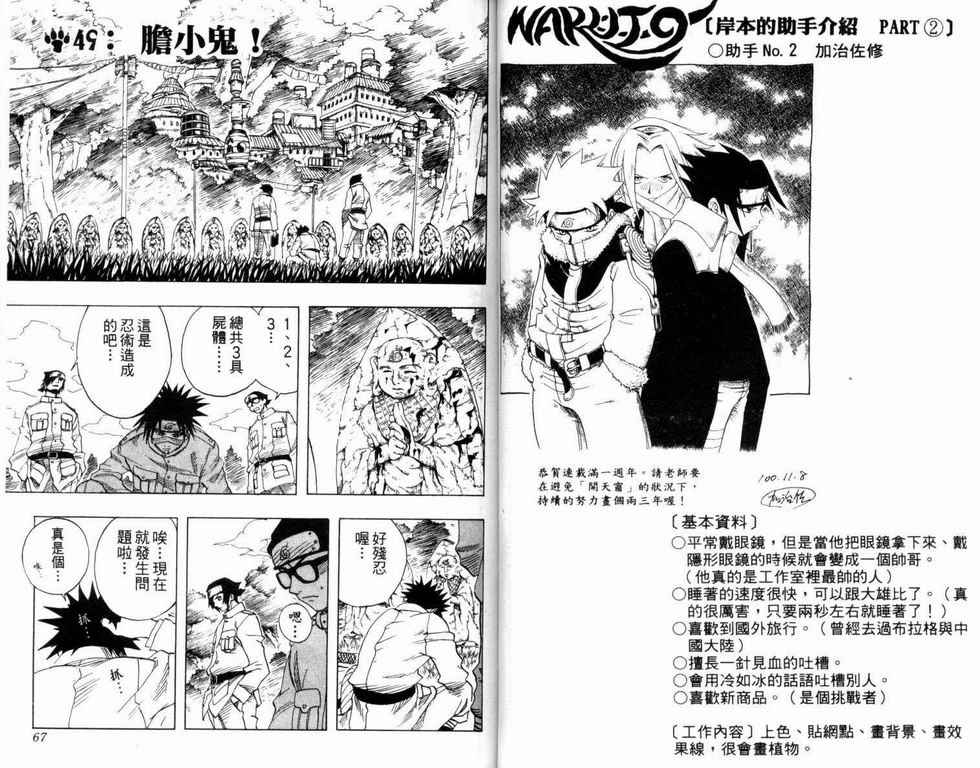 NARUTO
〔岸本的助手介紹　PART②〕
○助手No. 2　加治佐修
恭賀連載滿一週年。請老師要
在避免「開天窗」的狀況下，
持續的努力畫個兩三年喔！
100.11.8
加治佐
〔基本資料〕
○平常戴眼鏡，但是當他把眼鏡拿下來、戴
隱形眼鏡的時候就會變成一個帥哥。
（他真的是工作室裡最帥的人）
○睡著的速度很快，可以跟大雄比了。（真
的很厲害，只要兩秒左右就睡著了！）
○喜歡到國外旅行。（曾經去過布拉格與中
國大陸）
○擅長一針見血的吐槽。
○會用冷如冰的話語吐槽別人。
○喜歡新商品。（是個挑戰者）
〔工作內容〕上色、貼網點、畫背景、畫效
果線，很會畫植物。
49：膽小鬼！
1、2、
3…
總共3具
屍體……
這是
忍術造成
的吧…
好殘忍
喔…
嗯…
唉…現在
就發生問
題啦…
真是個…
咳…
抓…
抓…
67